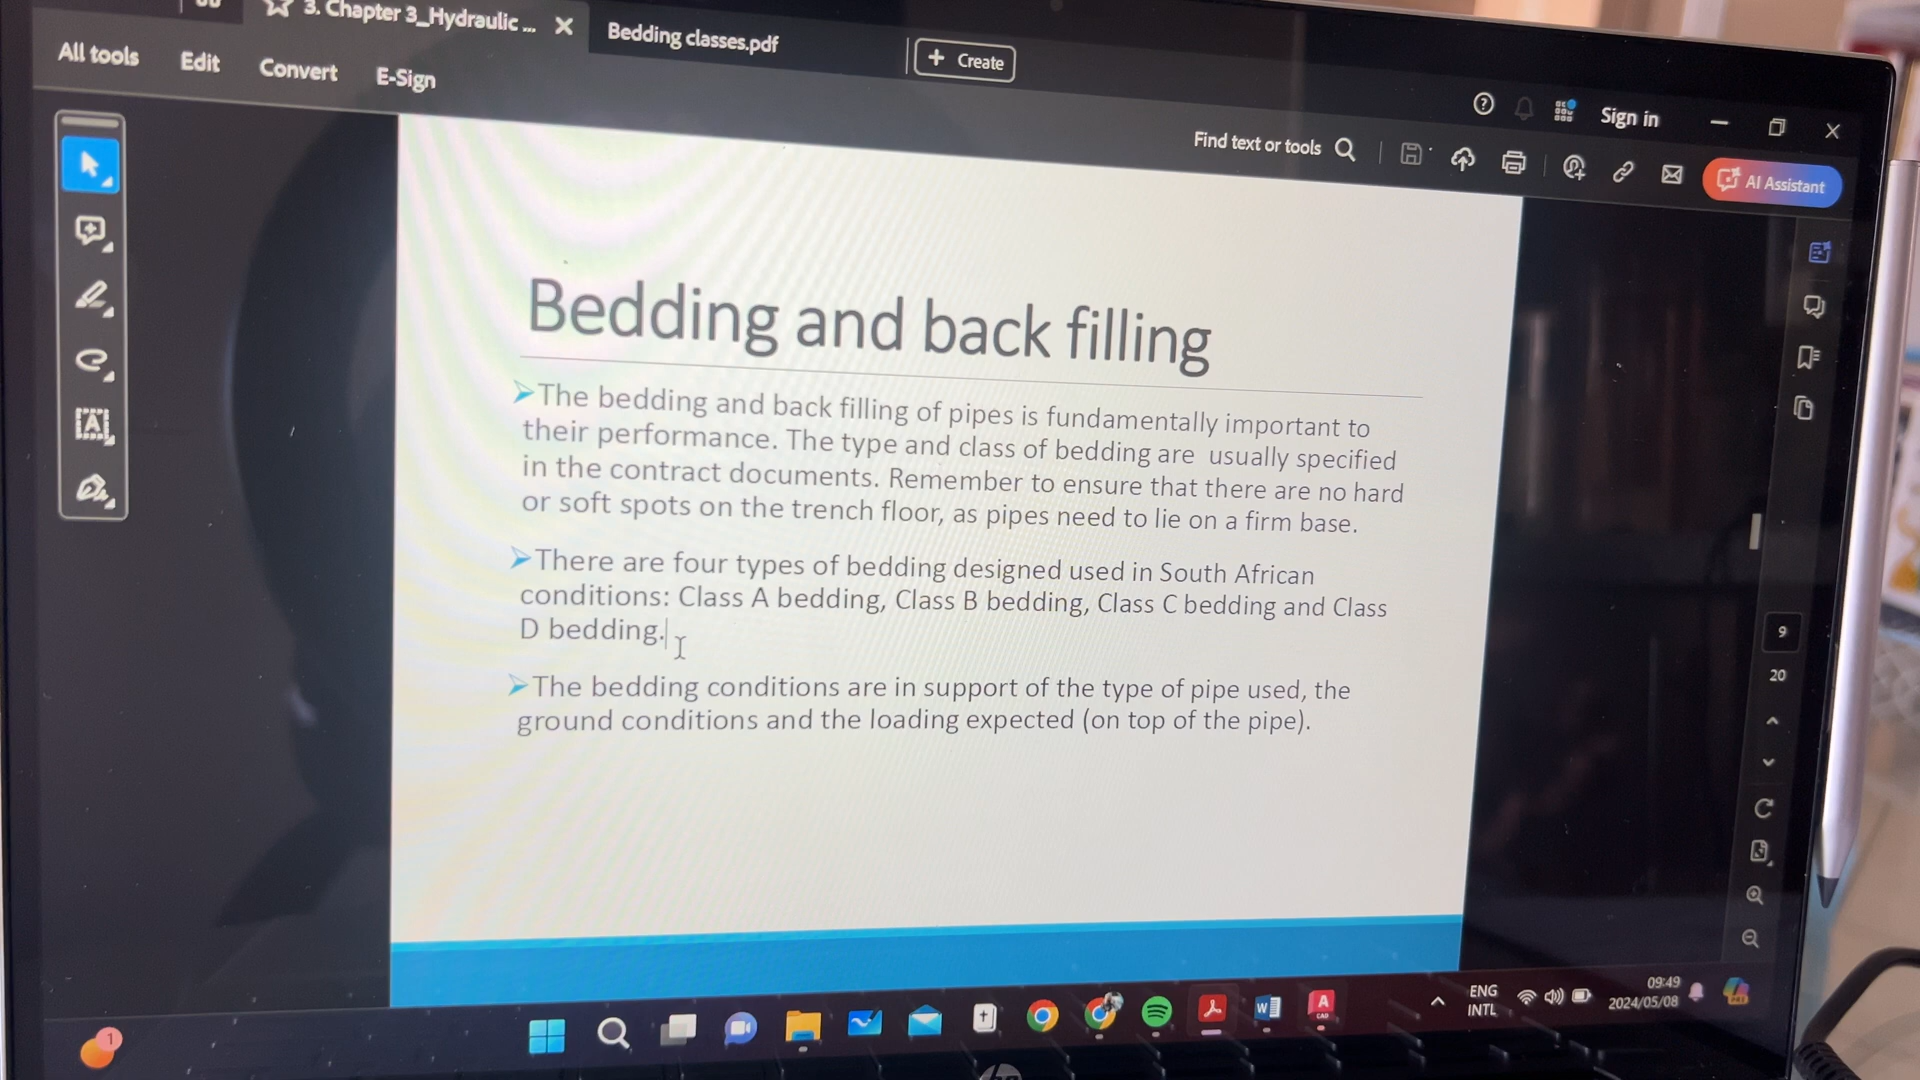 3. Chapter 3_Hydraulic ...
Bedding classes.pdf
+ Create
All tools
Edit
Convert
E-Sign
Sign in
Find text or tools
AI Assistant
Bedding and back filling
The bedding and back filling of pipes is fundamentally important to
their performance. The type and class of bedding are usually specified
in the contract documents. Remember to ensure that there are no hard
or soft spots on the trench floor, as pipes need to lie on a firm base.
There are four types of bedding designed used in South African
conditions: Class A bedding, Class B bedding, Class C bedding and Class
D bedding.
The bedding conditions are in support of the type of pipe used, the
ground conditions and the loading expected (on top of the pipe).
9
20
1
ENG
INTL
09:49
2024/05/08